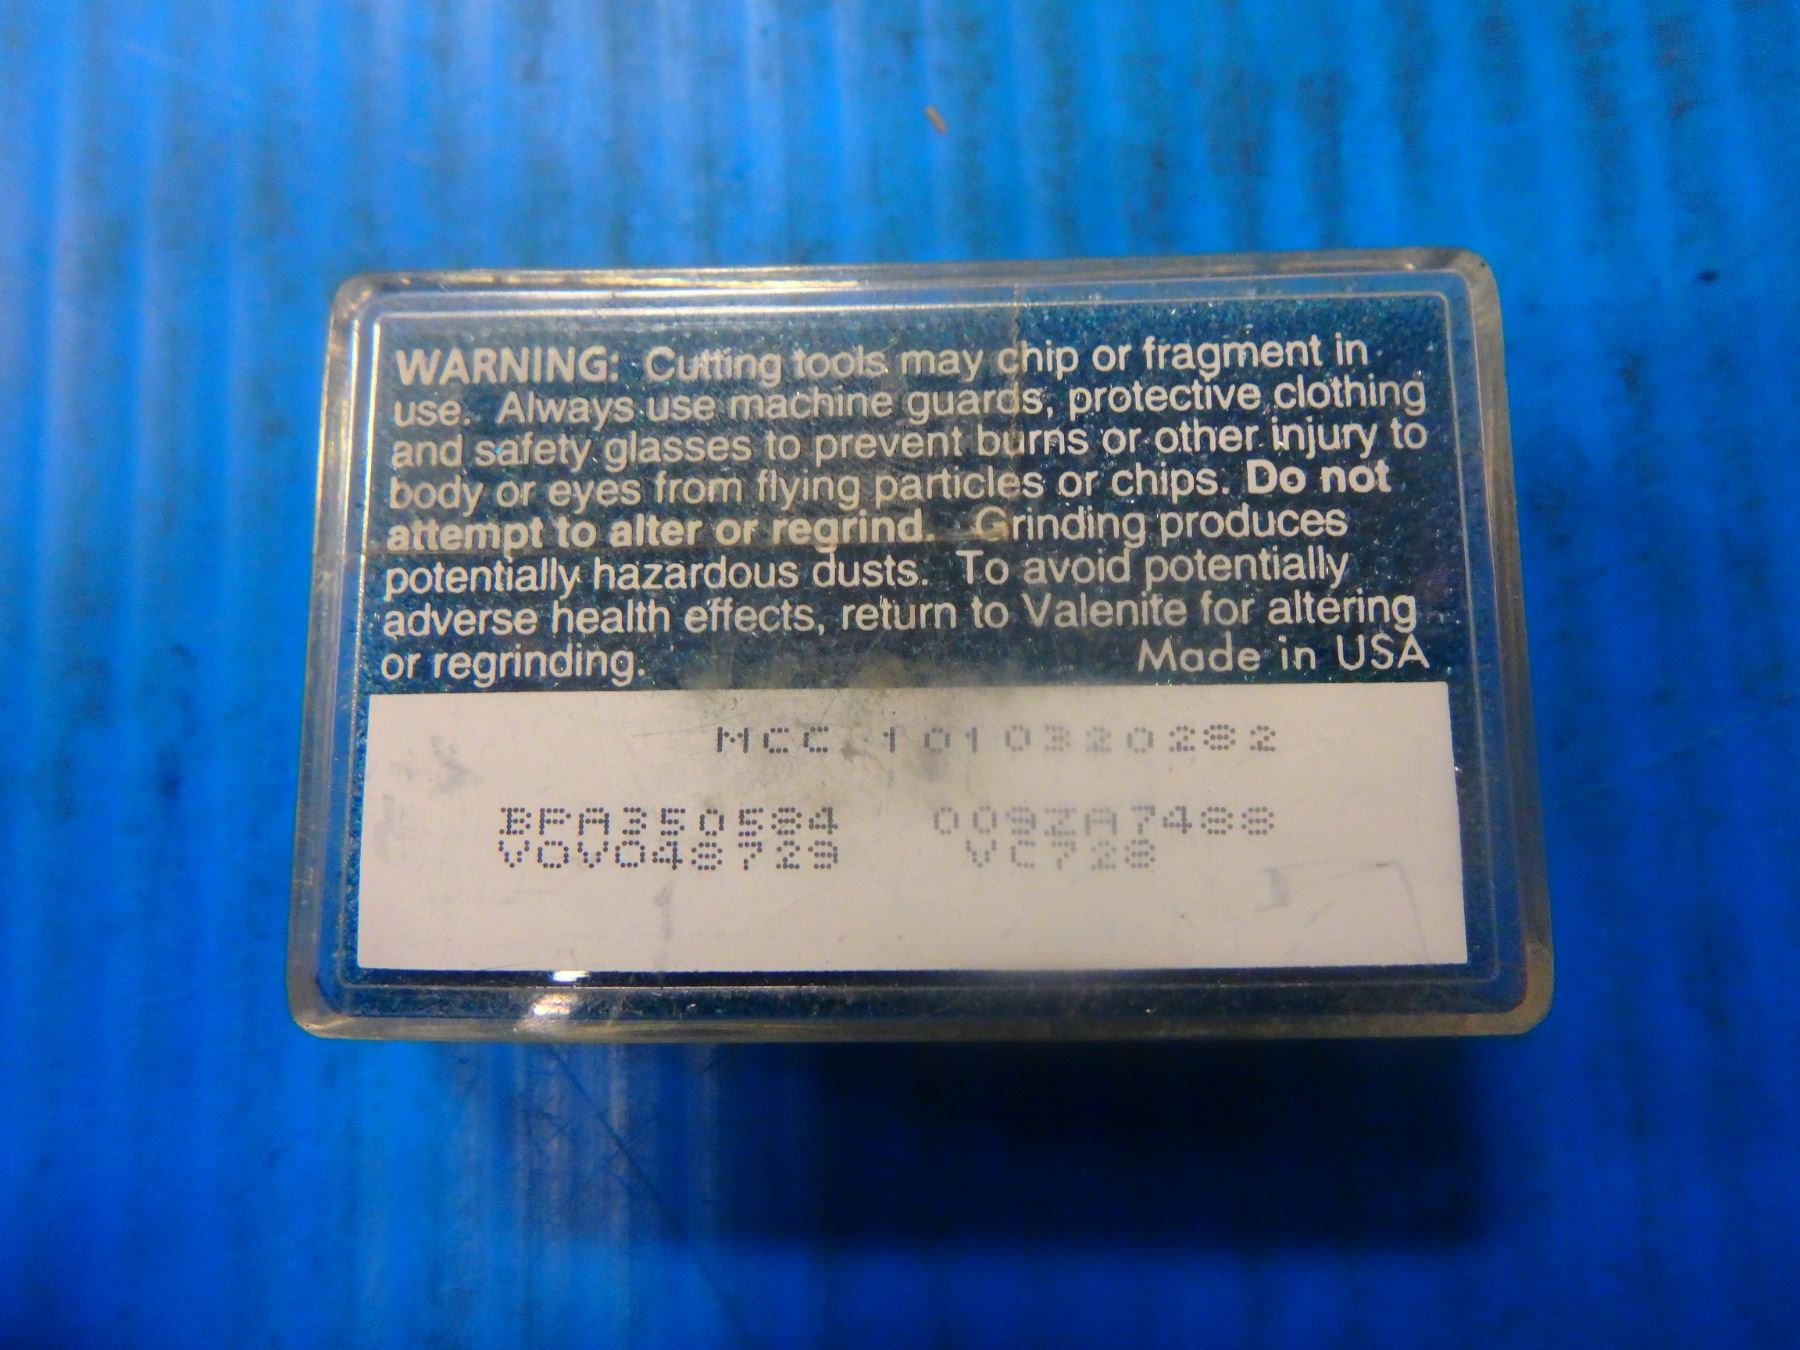 WARNING: Cutting tools may chip or fragment in
use. Always use machine guards, protective clothing
and safety glasses to prevent burns or other injury to
body or eyes from flying particles or chips. Do not
attempt to alter or regrind. Grinding produces
potentially hazardous dusts. To avoid potentially
adverse health effects, return to Valenite for altering
or regrinding. Made in USA
MCC 1010320282
BPA350584 009ZA7488
VOVO48729 VC728